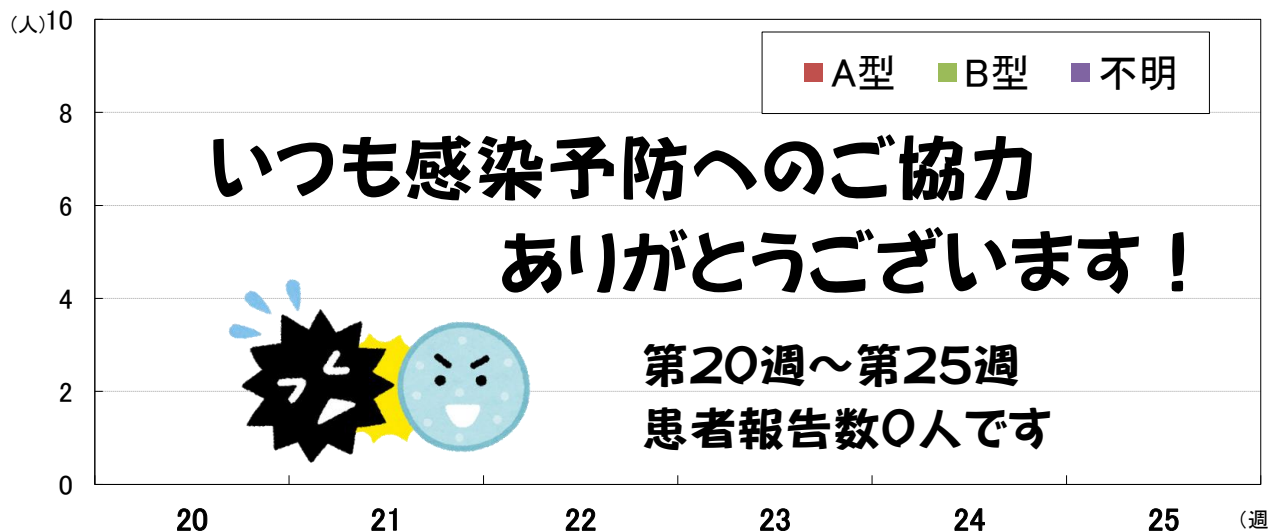 (人)
10
A型 B型 不明
8
いつも感染予防へのご協力
6
ありがとうございます！
4
第20週～第25週
2
患者報告数0人です
0
20 21 22 23 24 25 (週